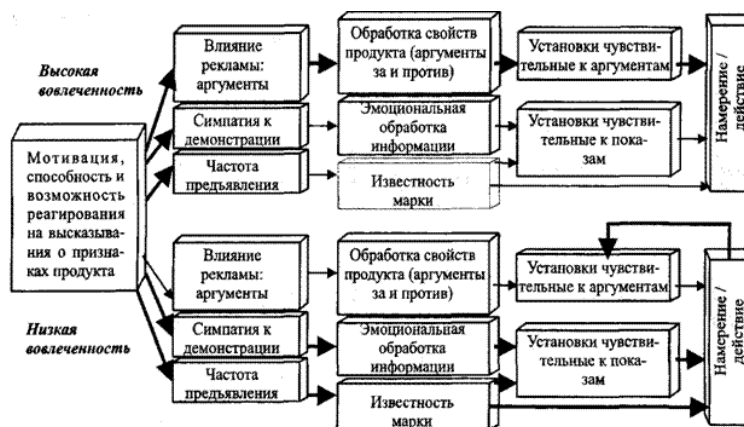 Высокая
вовлеченность
Мотивация,
способность и
возможность
реагирования
на высказыва-
ния о призна-
ках продукта
Низкая
вовлеченность
Влияние
рекламы:
аргументы
Обработка свойств
продукта (аргументы
за и против)
Установки чувстви-
тельные к аргументам
Симпатия к
демонстрации
Эмоциональная
обработка
информации
Установки чувстви-
тельные к пока-
зам
Частота
предъявления
Известность
марки
Намерение /
действие
Влияние
рекламы:
аргументы
Обработка свойств
продукта (аргументы
за и против)
Установки чувстви-
тельные к аргументам
Симпатия к
демонстрации
Эмоциональная
обработка
информации
Установки чувстви-
тельные к пока-
зам
Частота
предъявления
Известность
марки
Намерение /
действие